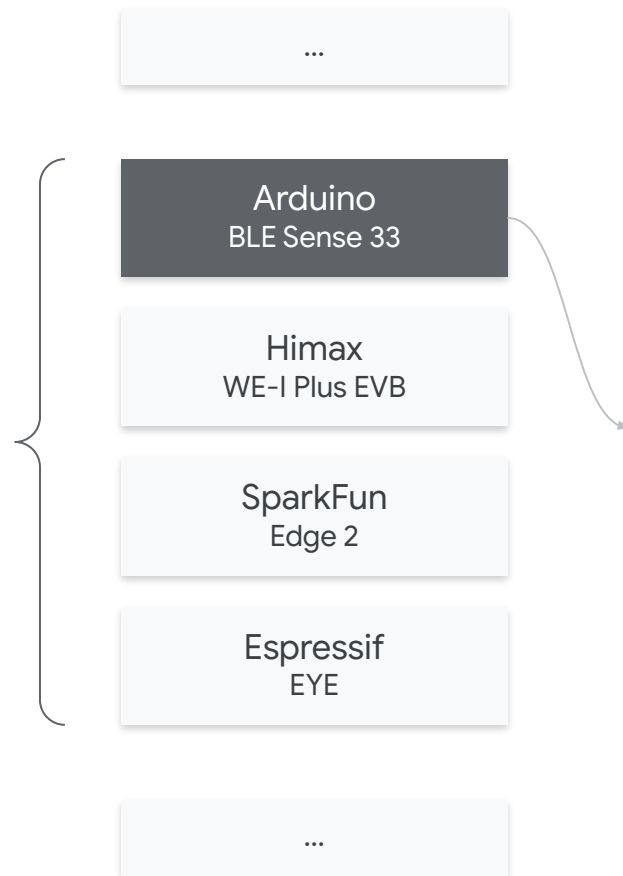 ...
Arduino
BLE Sense 33
Himax
WE-I Plus EVB
SparkFun
Edge 2
Espressif
EYE
...